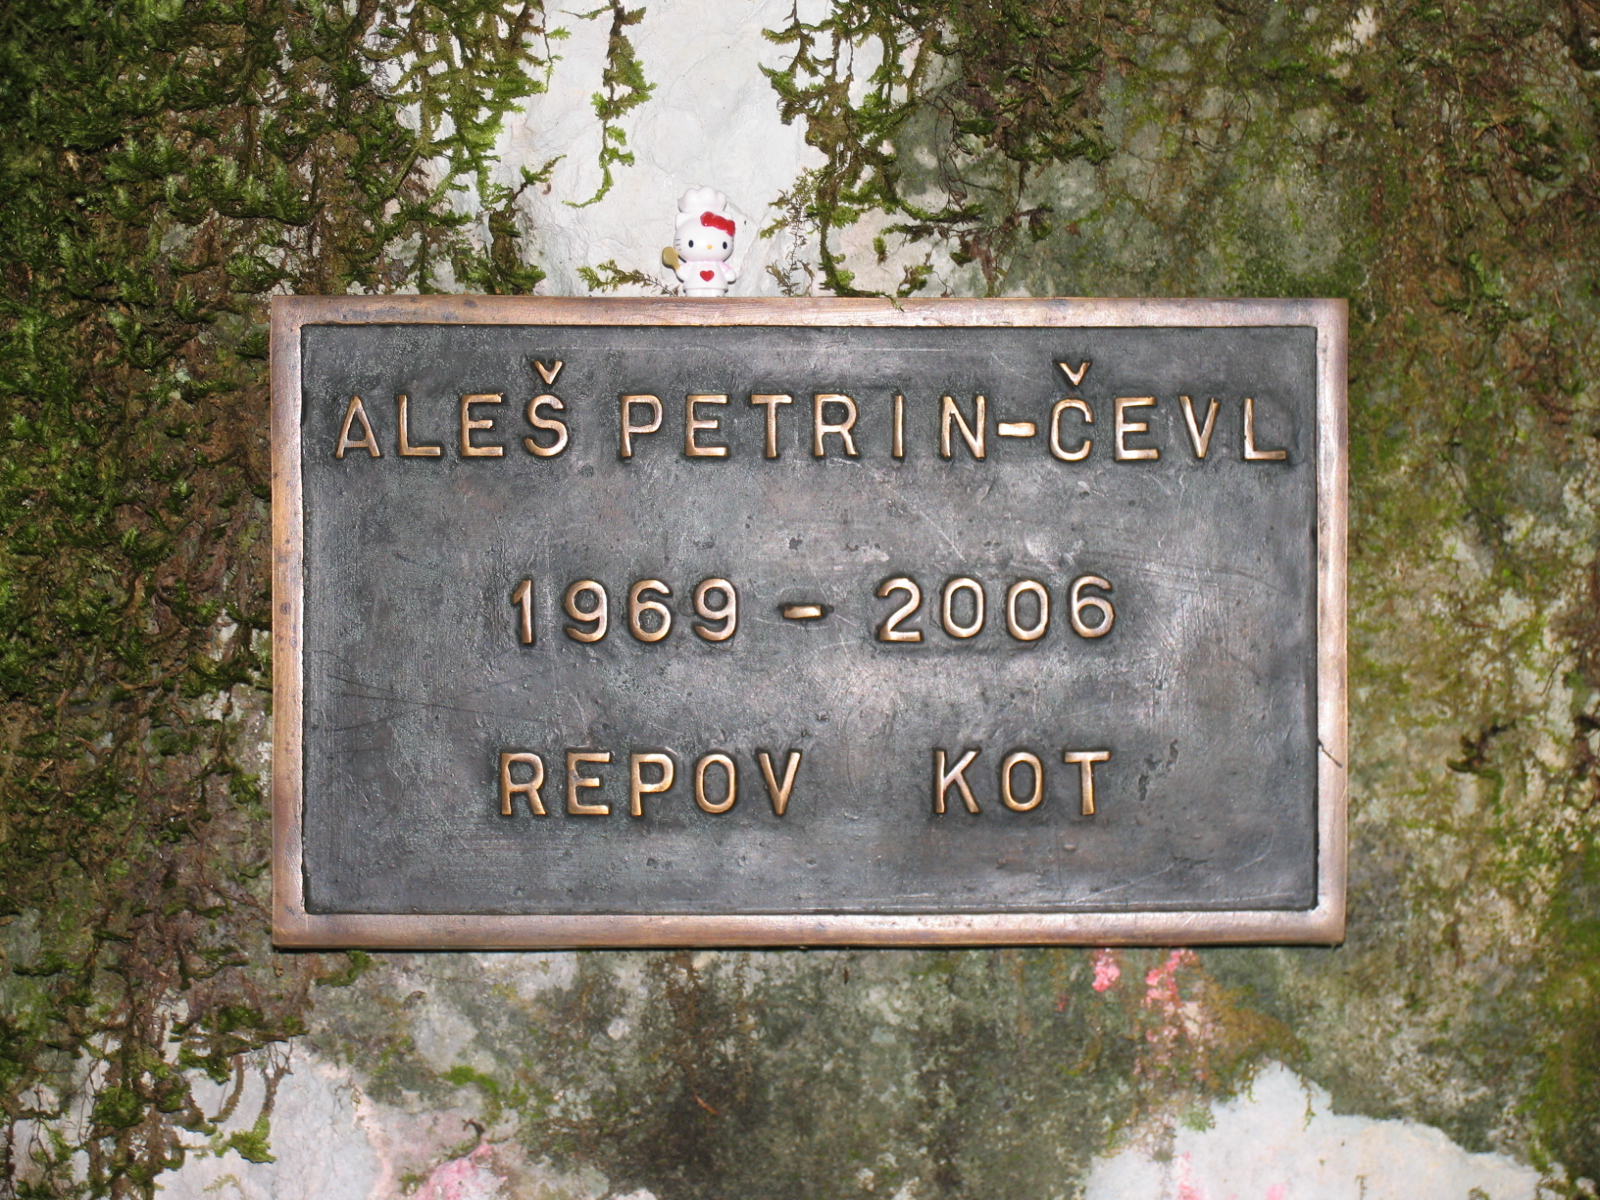 ALEŠ PETRIN-ČEVL
1969 - 2006
REPOV KOT